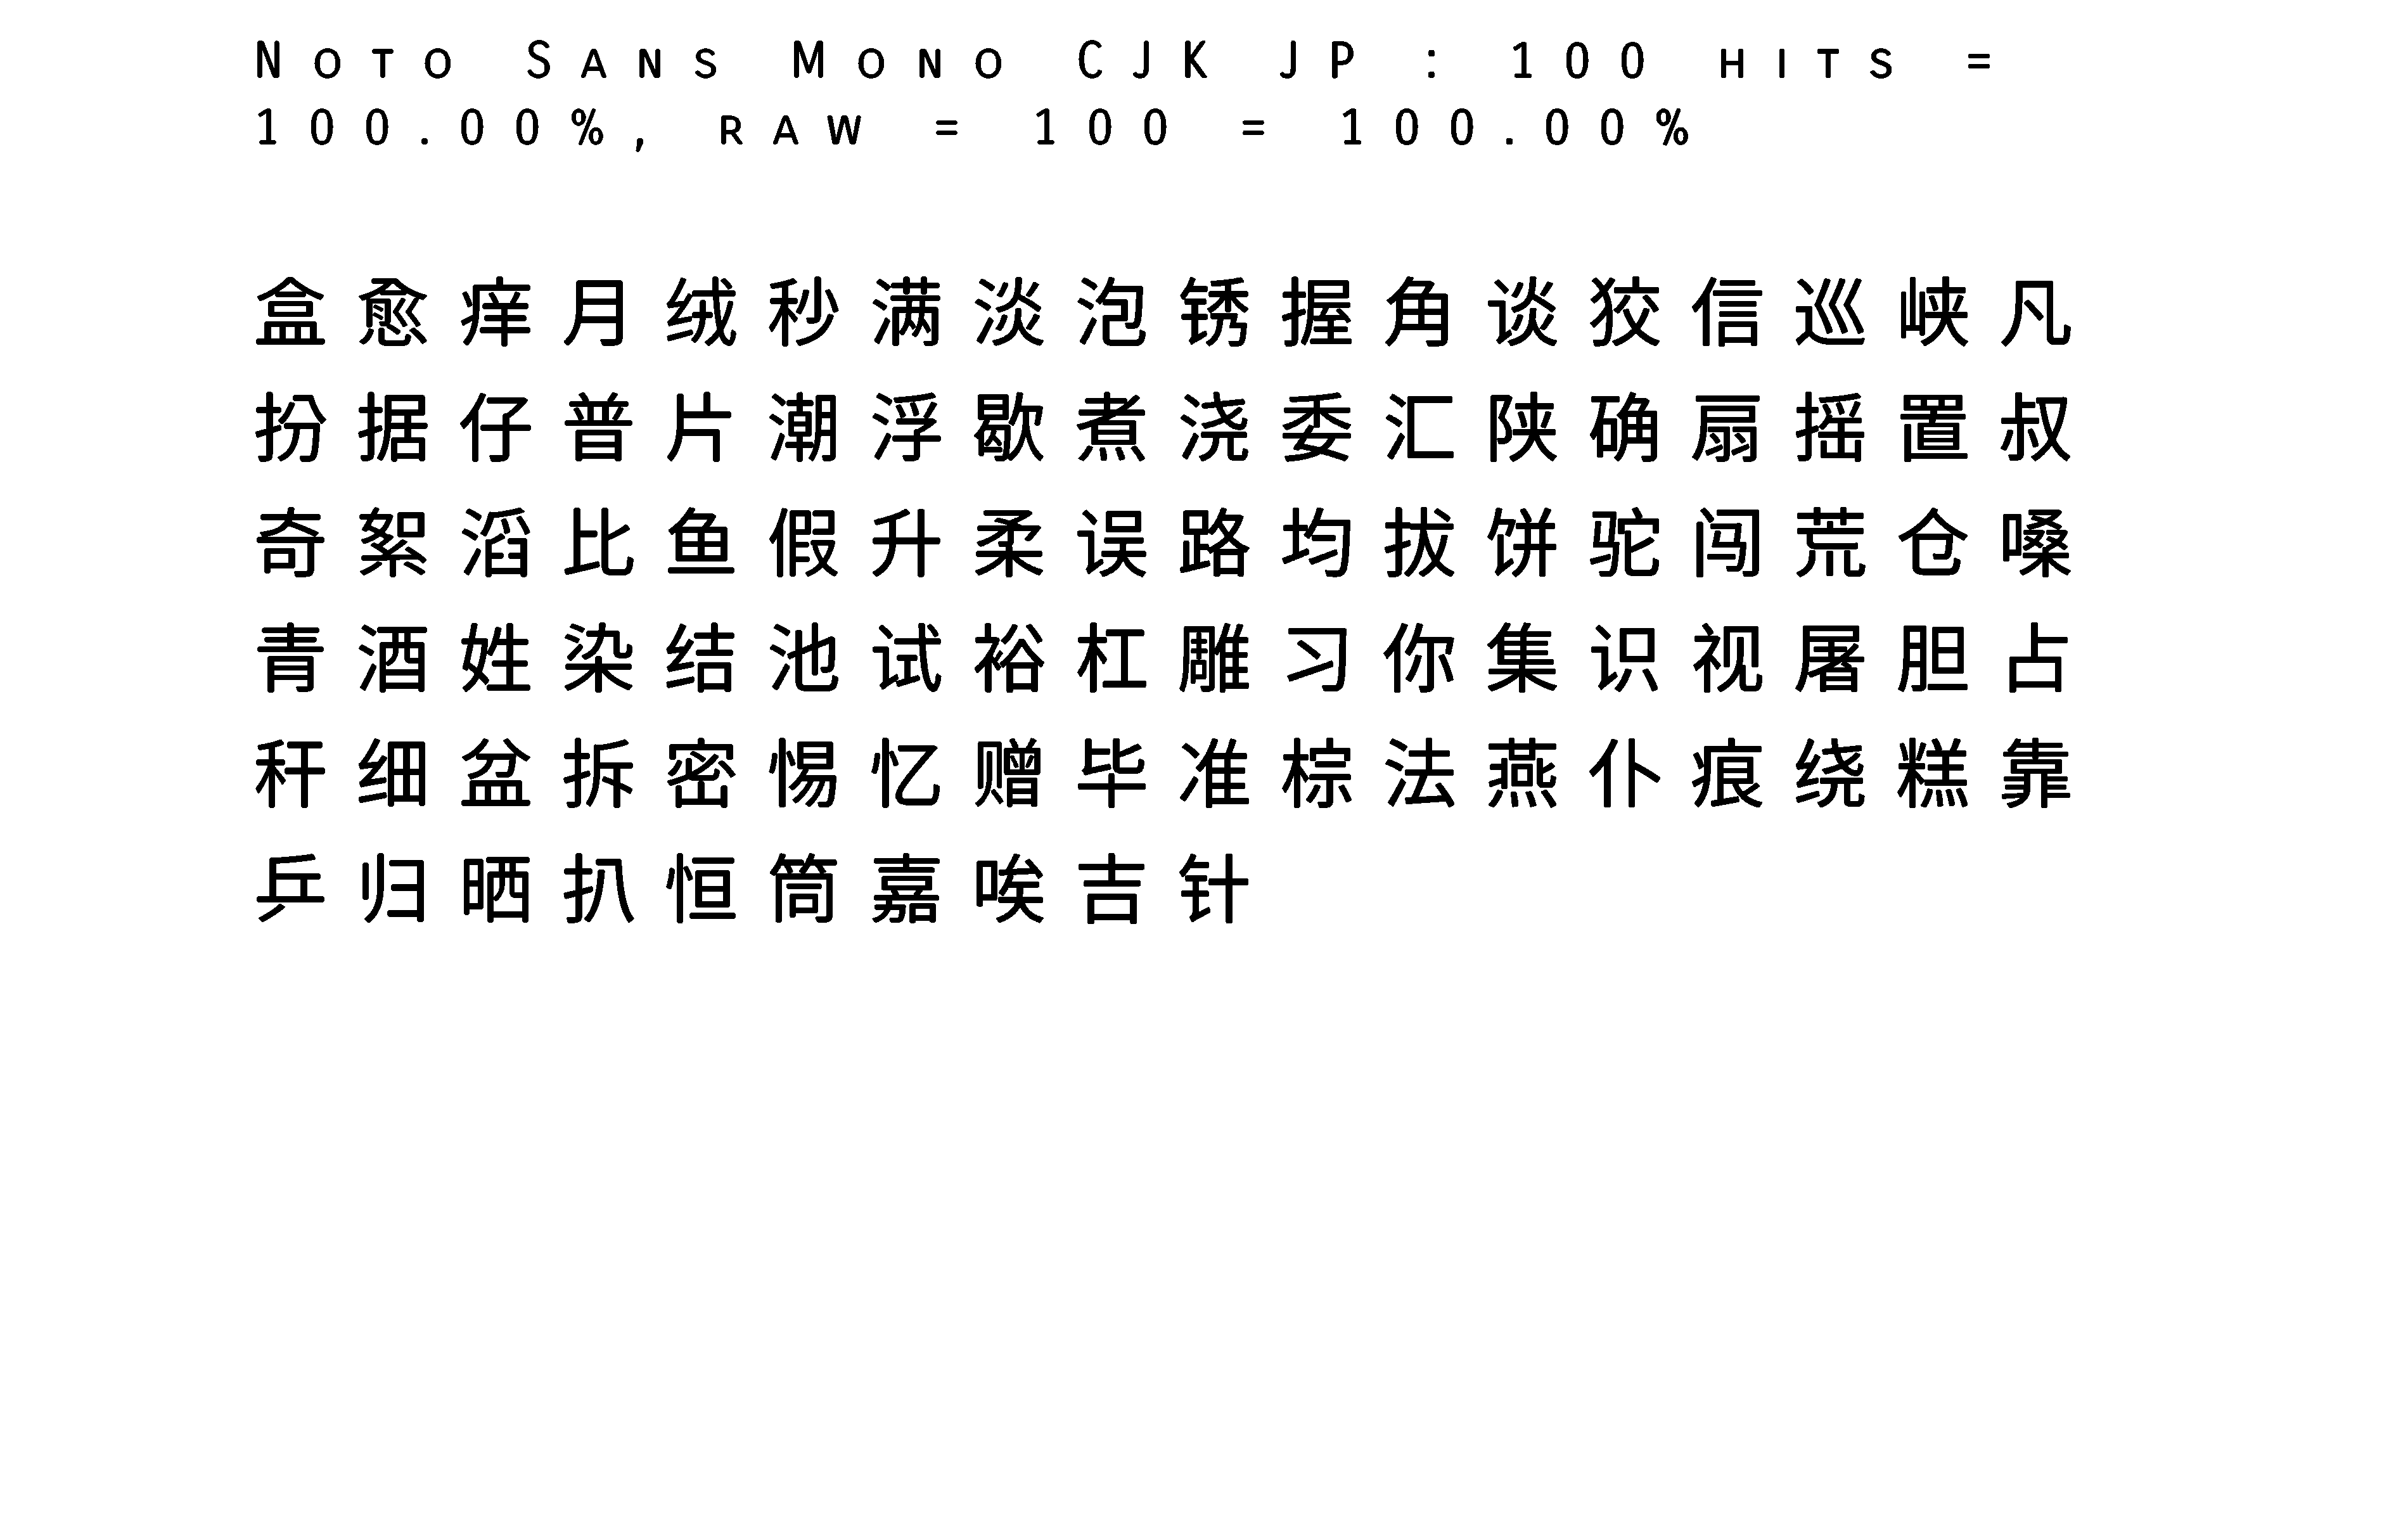 Noto Sans Mono CJK JP : 100 hits =
100.00%, raw = 100 = 100.00%
盒愈痒月绒秒满淡泡锈握角谈狡信巡峡凡
扮据仔普片潮浮歇煮浇委汇陕确扇摇置叔
奇絮滔比鱼假升柔误路均拔饼驼闯荒仓嗓
青酒姓染结池试裕杠雕习你集识视屠胆占
秆细盆拆密惕忆赠毕准棕法燕仆痕绕糕靠
乒归晒扒恒筒嘉唉吉针